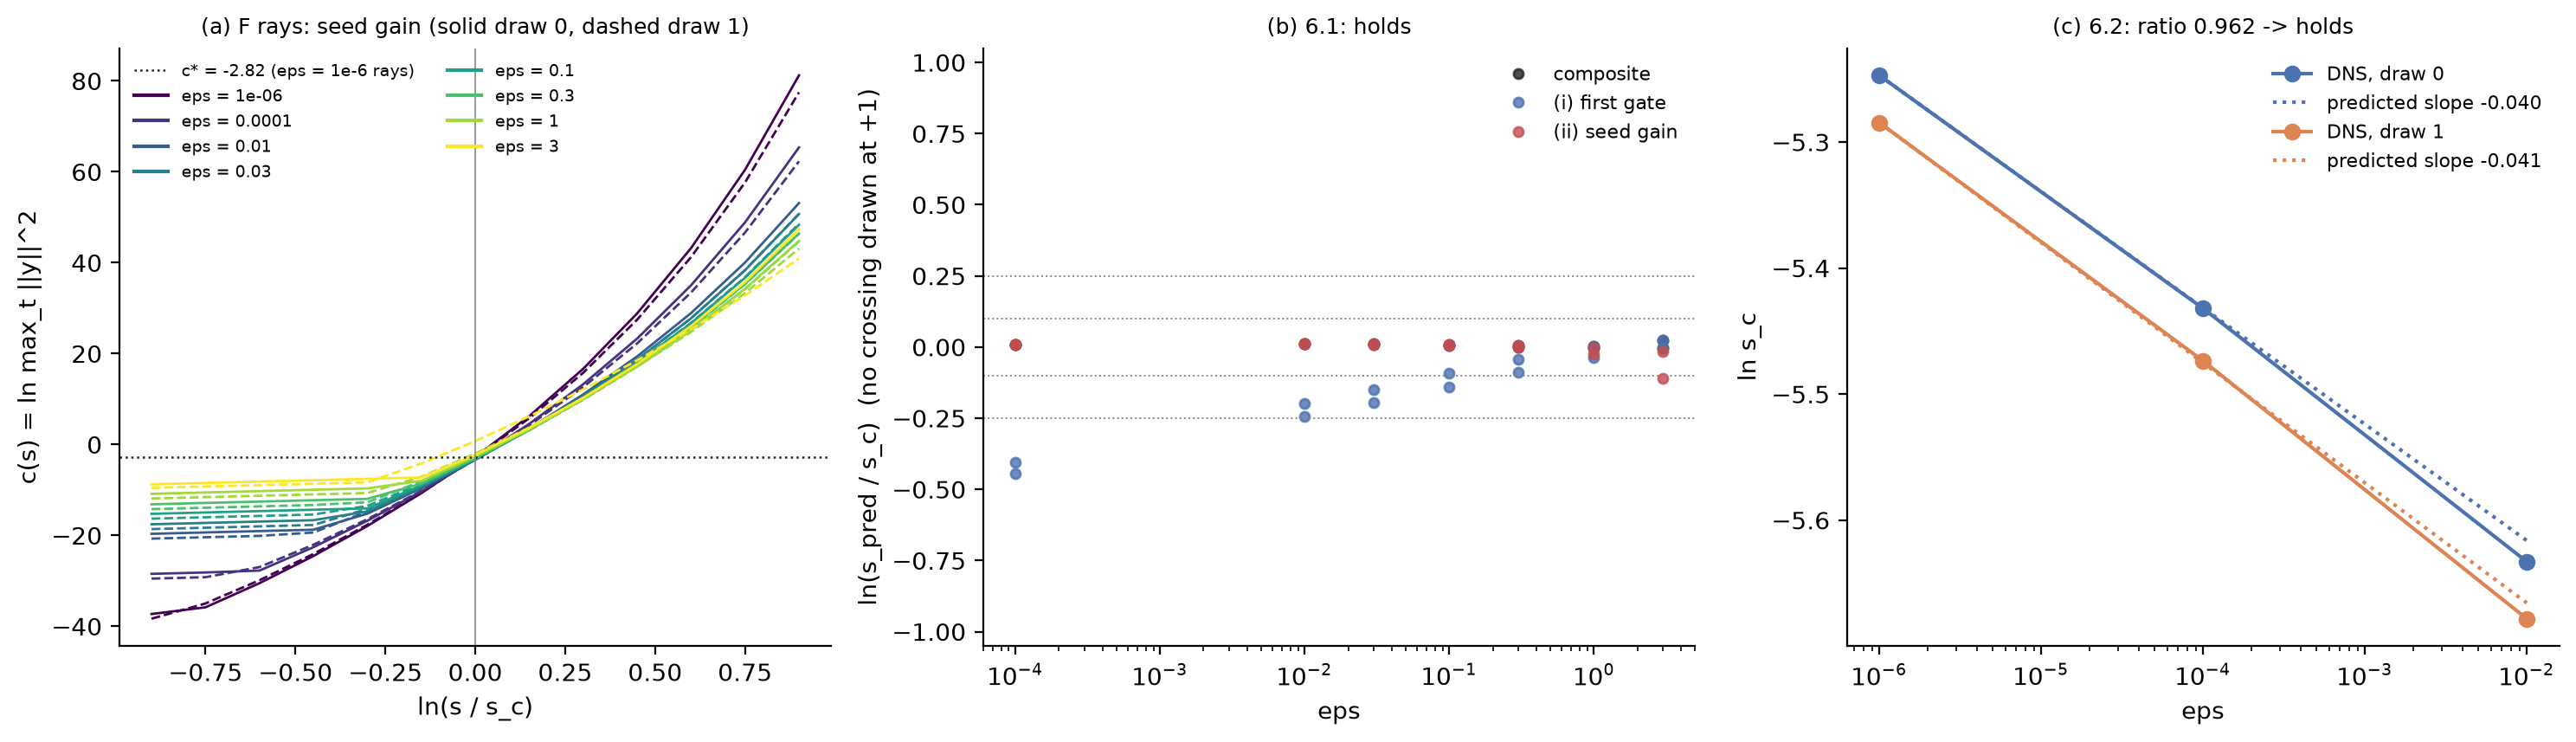 (a) F rays: seed gain (solid draw 0, dashed draw 1)
c(s) = ln max_t ||y||^2
80
60
40
20
0
−20
−40
c* = -2.82 (eps = 1e-6 rays)
eps = 1e-06
eps = 0.0001
eps = 0.01
eps = 0.03
eps = 0.1
eps = 0.3
eps = 1
eps = 3
−0.75
−0.50
−0.25
0.00
0.25
0.50
0.75
ln(s / s_c)
(b) 6.1: holds
ln(s_pred / s_c)  (no crossing drawn at +1)
1.00
0.75
0.50
0.25
0.00
−0.25
−0.50
−0.75
−1.00
composite
(i) first gate
(ii) seed gain
10⁻⁴
10⁻³
10⁻²
10⁻¹
10⁰
eps
(c) 6.2: ratio 0.962 -> holds
ln s_c
−5.3
−5.4
−5.5
−5.6
DNS, draw 0
predicted slope -0.040
DNS, draw 1
predicted slope -0.041
10⁻⁶
10⁻⁵
10⁻⁴
10⁻³
10⁻²
eps